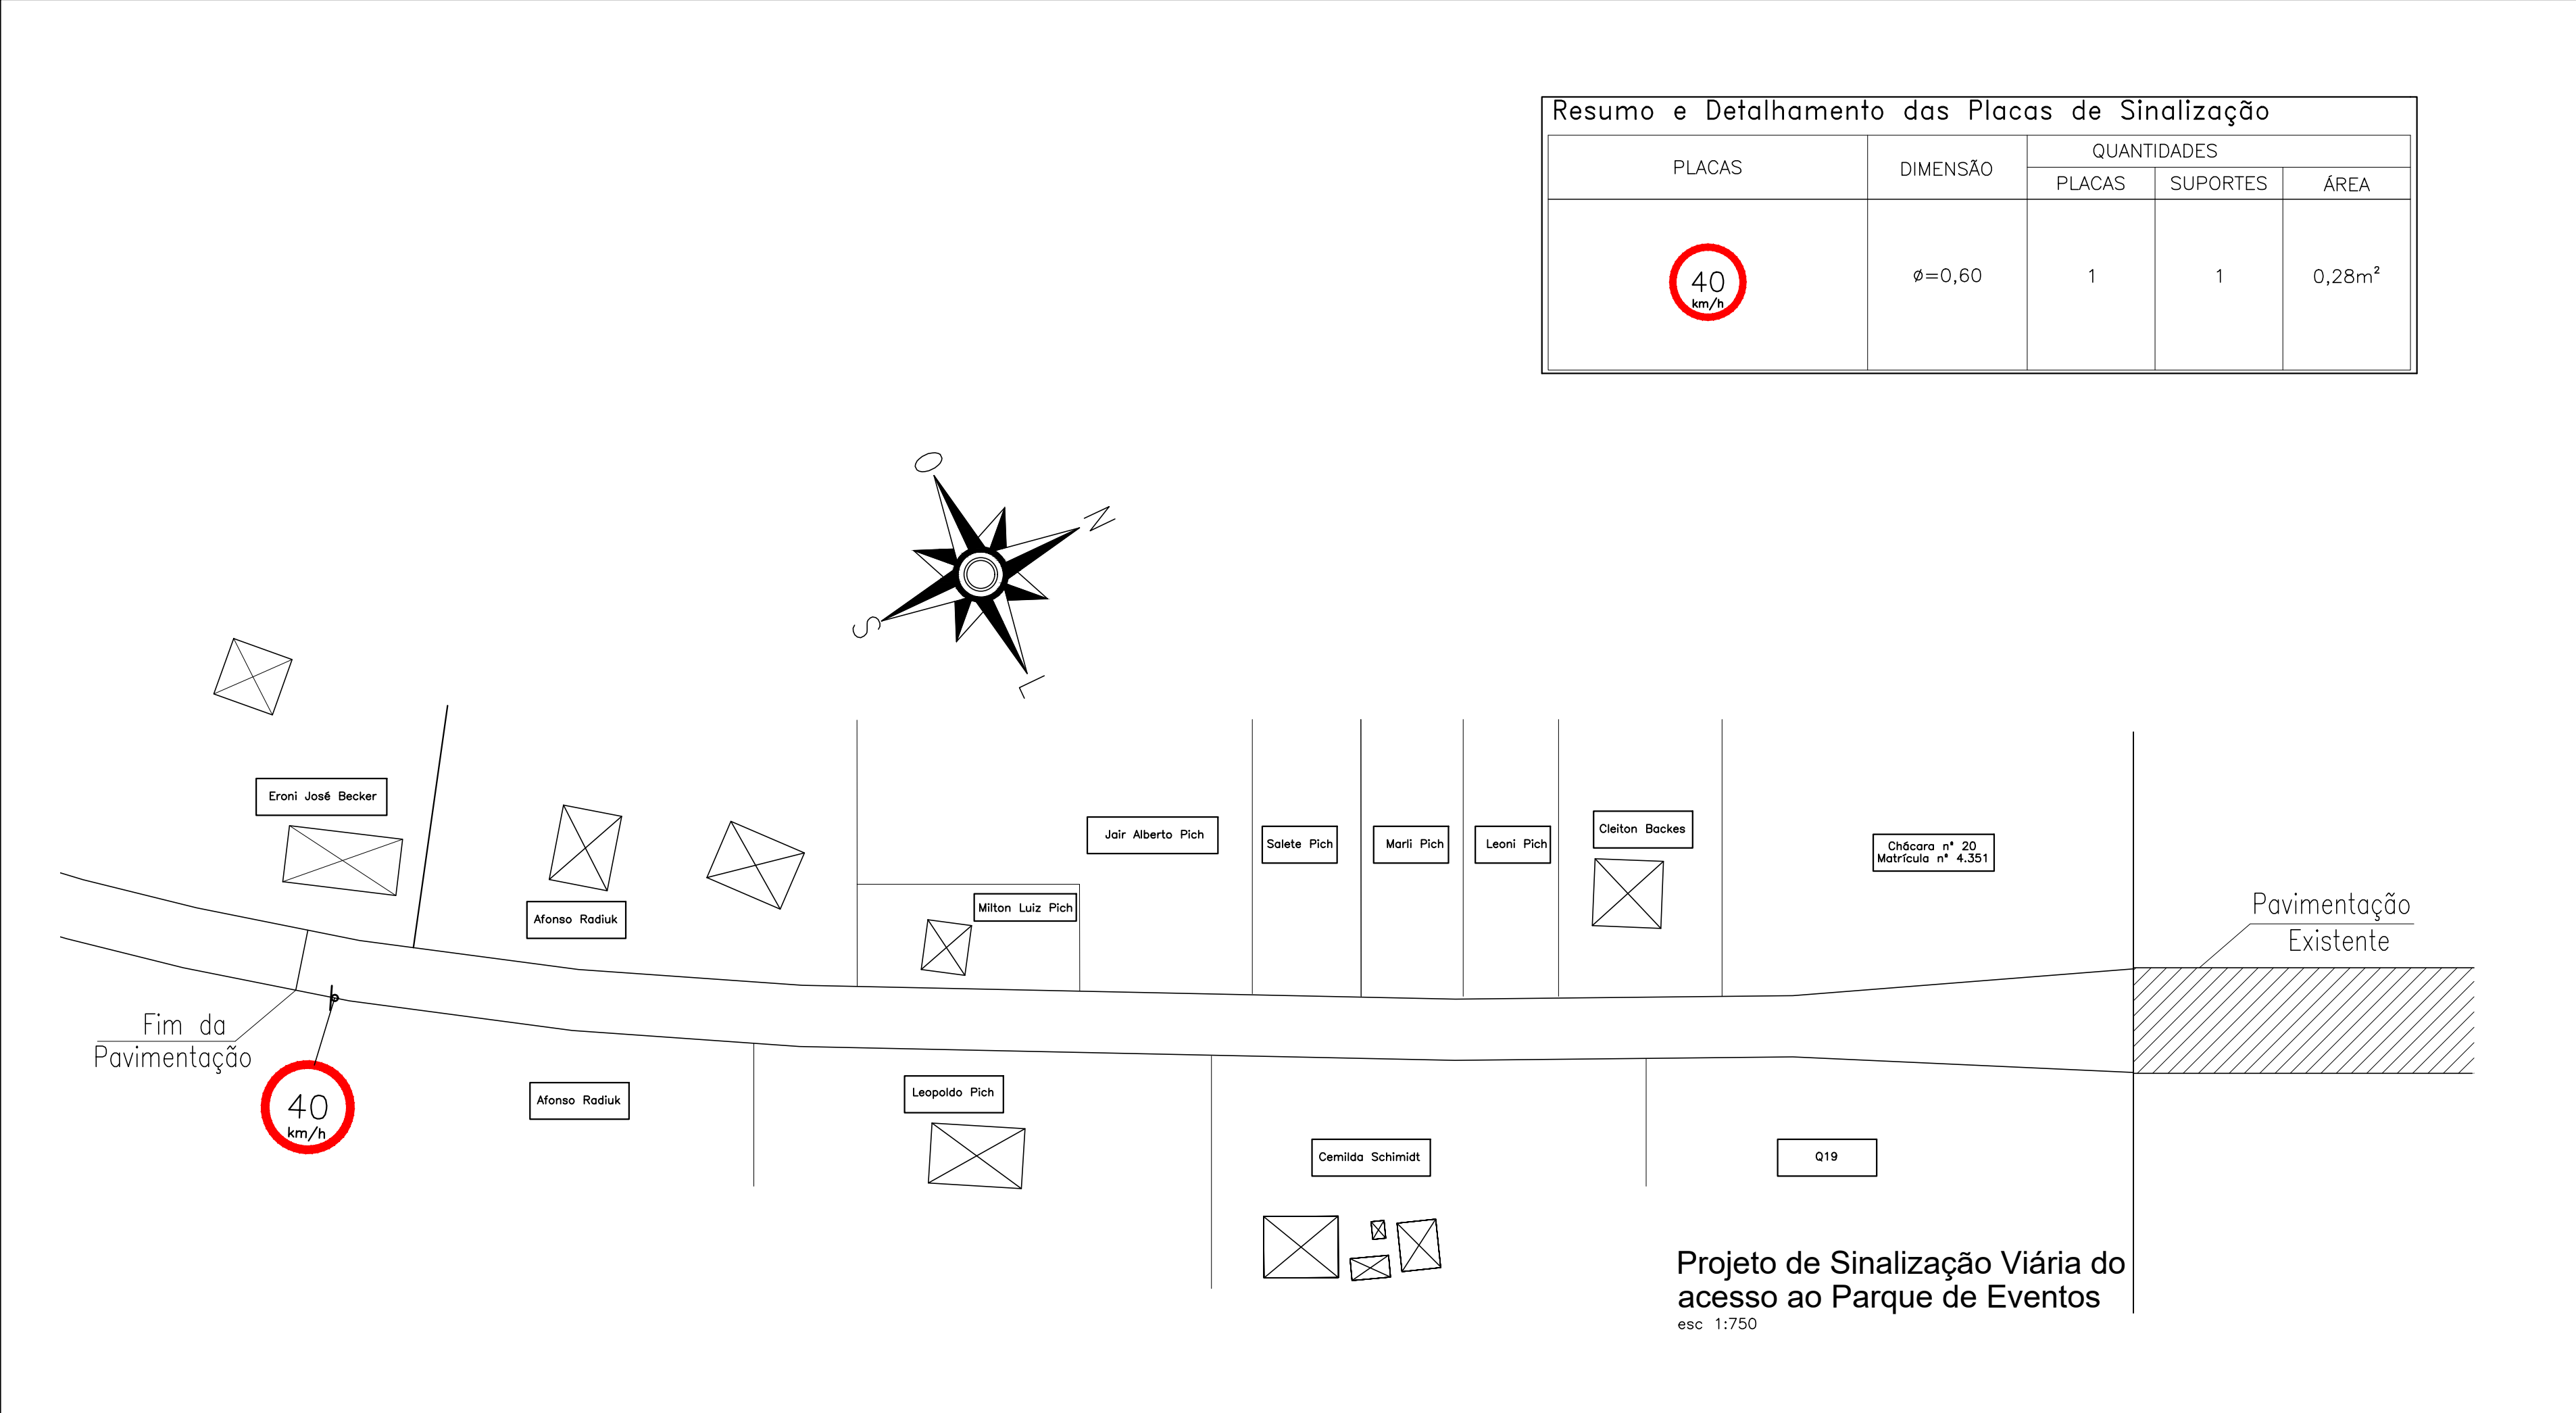 Resumo e Detalhamento das Placas de Sinalização
PLACAS
DIMENSÃO
QUANTIDADES
PLACAS
SUPORTES
ÁREA
40
km/h
ø=0,60
1
1
0,28m²
O
N
S
L
Eroni José Becker
Afonso Radiuk
Milton Luiz Pich
Jair Alberto Pich
Salete Pich
Marli Pich
Leoni Pich
Cleiton Backes
Chácara n° 20
Matrícula n° 4.351
Pavimentação
Existente
Fim da
Pavimentação
40
km/h
Afonso Radiuk
Leopoldo Pich
Cemilda Schimidt
Q19
Projeto de Sinalização Viária do
acesso ao Parque de Eventos
esc 1:750